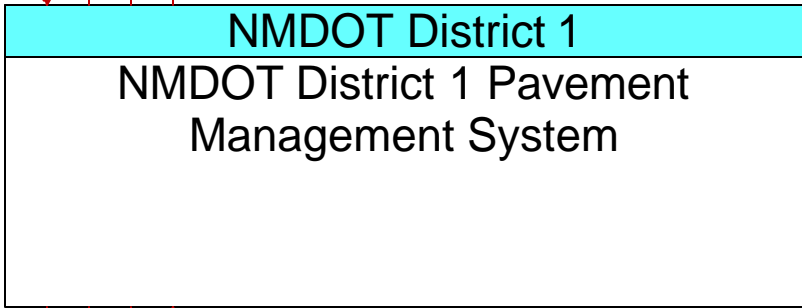 NMDOT District 1
NMDOT District 1 Pavement
Management System